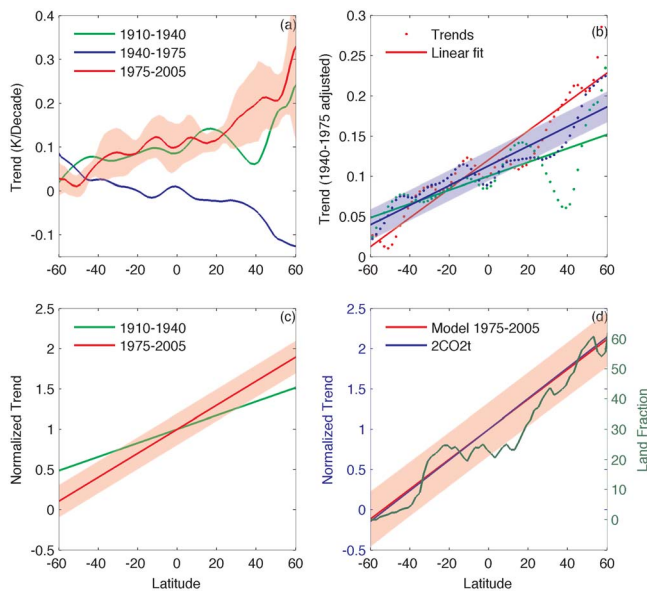 (a)
1910-1940
1940-1975
1975-2005
Trend (K/Decade)
0.4
0.3
0.2
0.1
0
-0.1
-60 -40 -20 0 20 40 60
(b)
Trends
Linear fit
Trend (1940-1975 adjusted)
0.3
0.25
0.2
0.15
0.1
0.05
0
-60 -40 -20 0 20 40 60
(c)
1910-1940
1975-2005
Normalized Trend
2.5
2
1.5
1
0.5
0
-0.5
-60 -40 -20 0 20 40 60
Latitude
(d)
Model 1975-2005
2CO2t
Normalized Trend
2.5
2
1.5
1
0.5
0
-0.5
60
50
40
30
20
10
0
Land Fraction
-60 -40 -20 0 20 40 60
Latitude